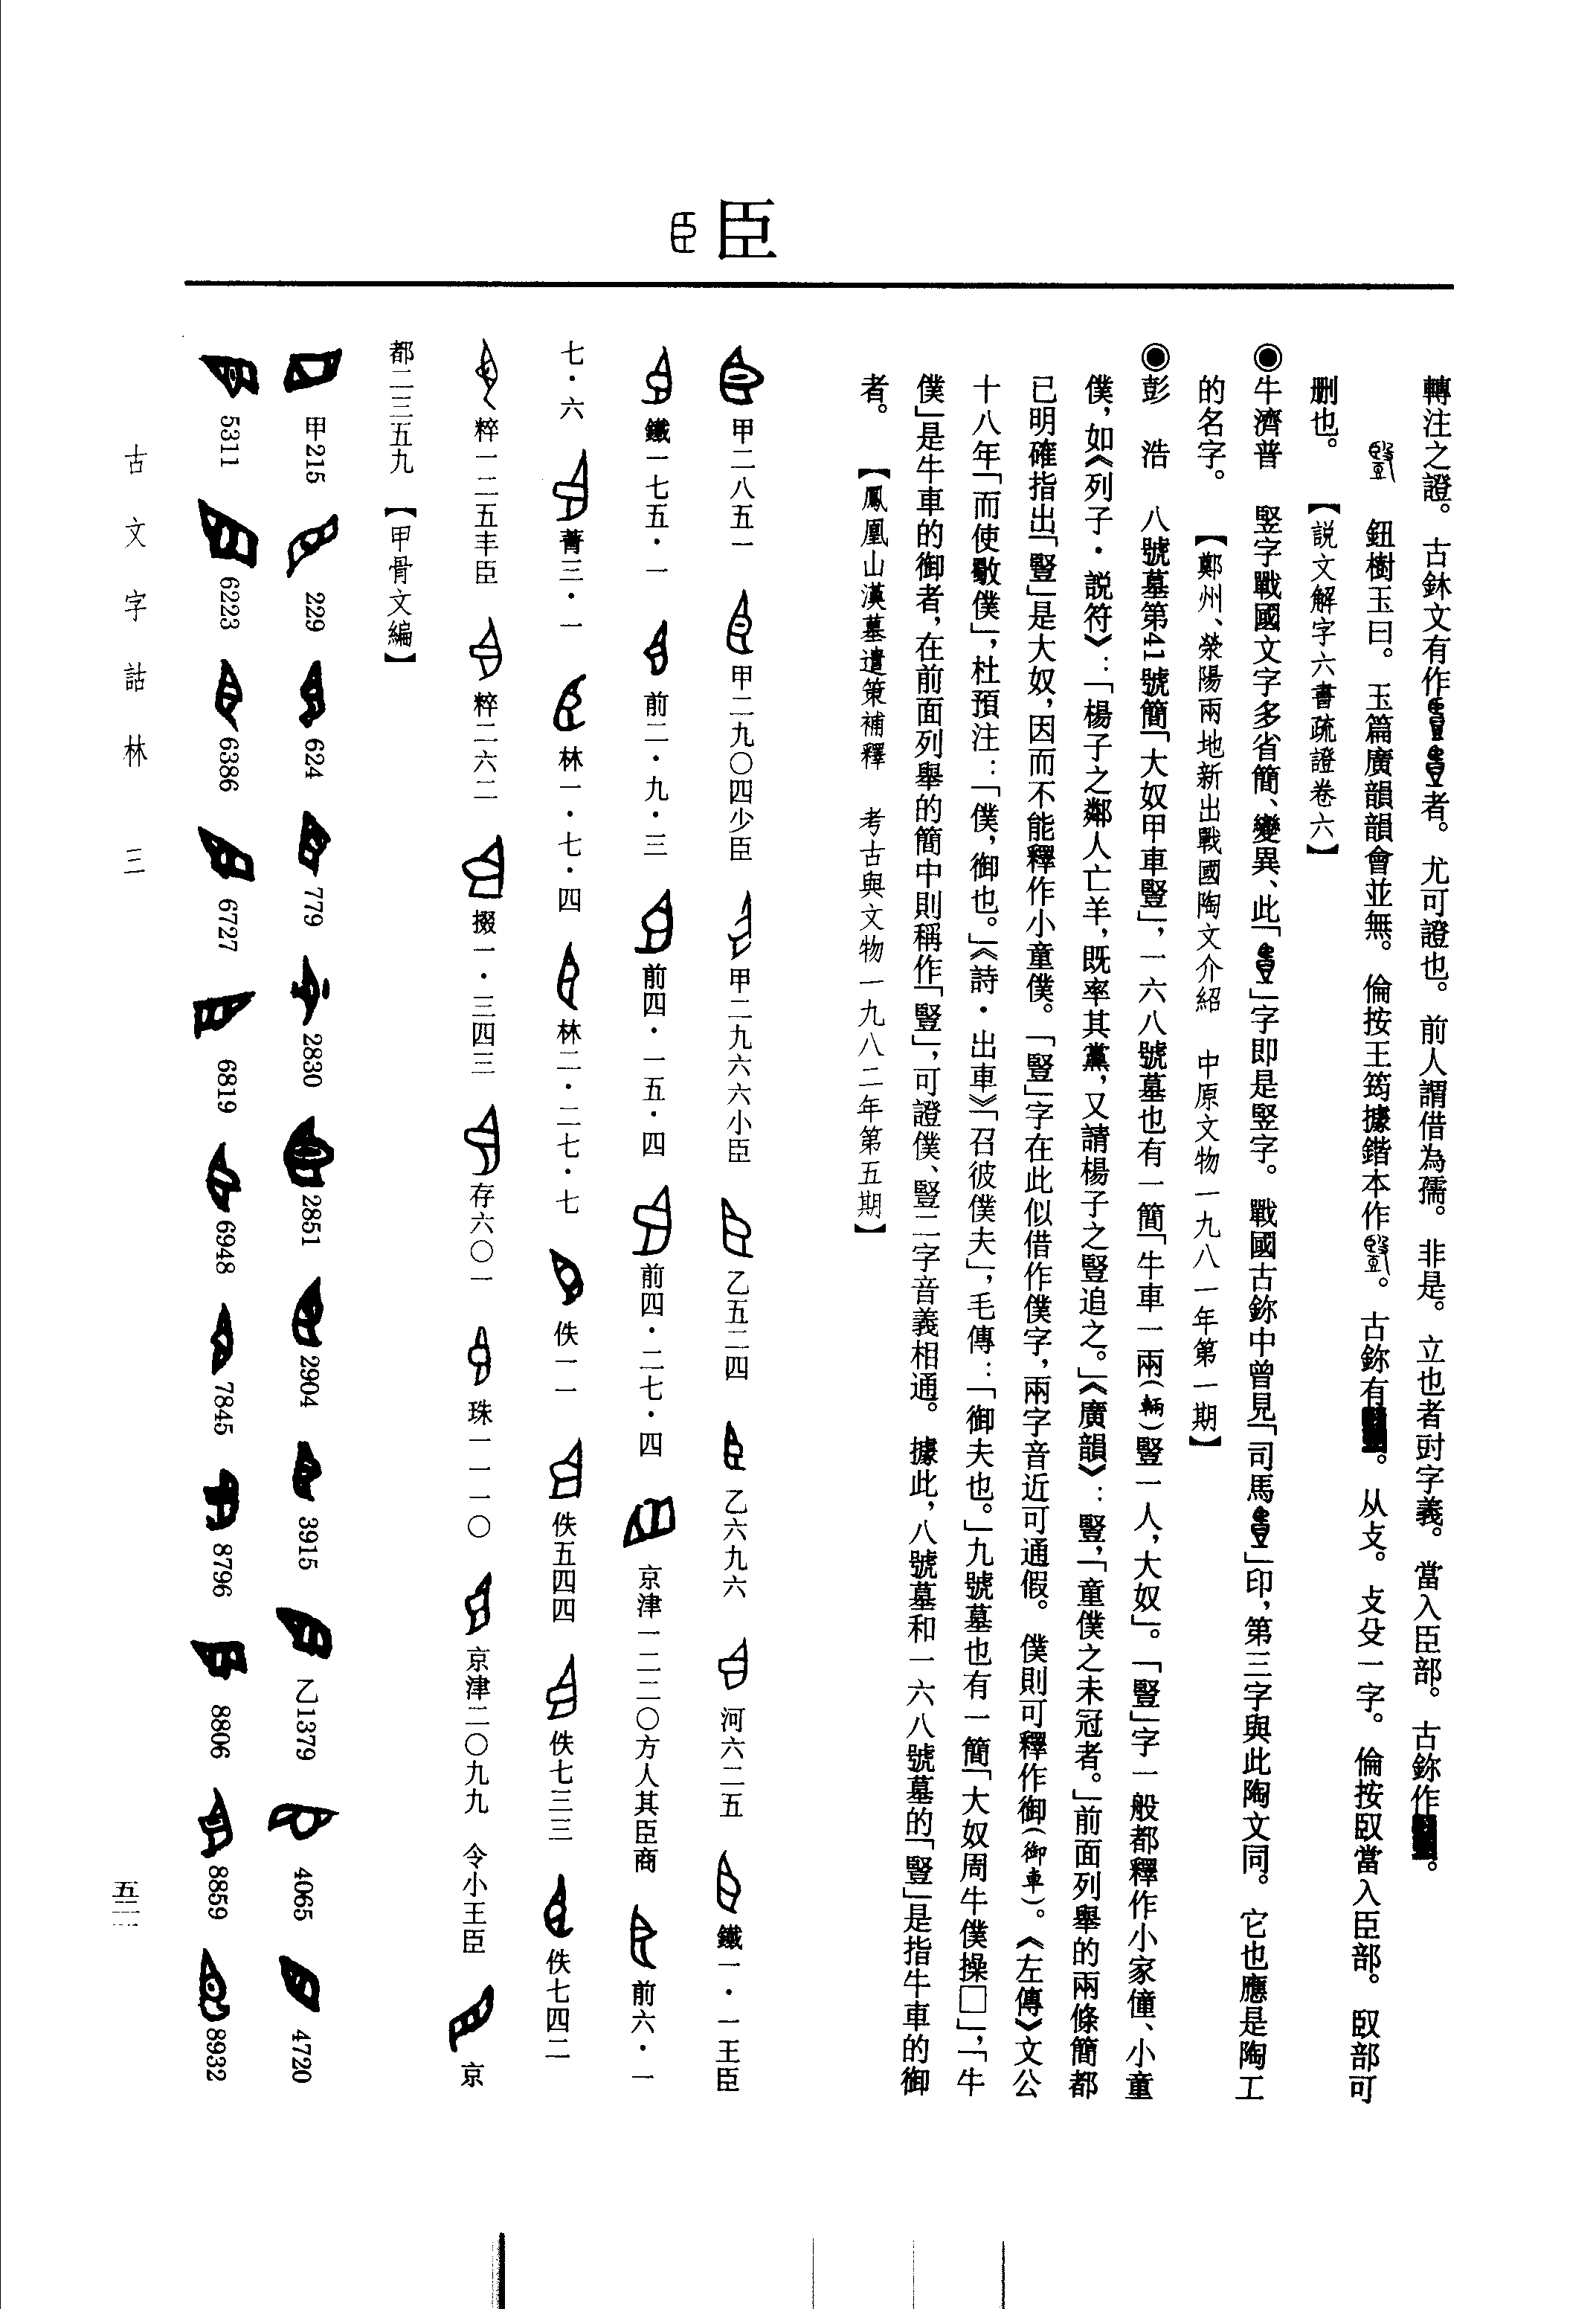 臣
轉注之證。古鉥文有作者。尤可證也。前人謂借為孺。非是。立也者尌字義。當入臣部。古鉨作。
鈕樹玉曰。玉篇廣韻韻會並無。倫按王筠據鍇本作。古鉨有。从攴。攴殳一字。倫按臤當入臣部。臤部可
刪也。【説文解字六書疏證卷六】
◉牛濟普　竪字戰國文字多省簡、變異、此「」字即是竪字。戰國古鉨中曾見「司馬」印，第三字與此陶文同。它也應是陶工
的名字。【鄭州、滎陽兩地新出戰國陶文介紹　中原文物一九八一年第一期】
◉彭　浩　八號墓第41號簡「大奴甲車豎」，一六八號墓也有一簡「牛車一兩（輛）豎一人，大奴」。「豎」字一般都釋作小家僮、小童
僕，如《列子·説符》：「楊子之鄰人亡羊，既率其黨，又請楊子之豎追之。」《廣韻》：豎，「童僕之未冠者。」前面列舉的兩條簡都
已明確指出「豎」是大奴，因而不能釋作小童僕。「豎」字在此似借作僕字，兩字音近可通假。僕則可釋作御（御車）。《左傳》文公
十八年「而使歜僕」，杜預注：「僕，御也。」《詩·出車》「召彼僕夫」，毛傳：「御夫也。」九號墓也有一簡「大奴周牛僕操□」，「牛
僕」是牛車的御者，在前面列舉的簡中則稱作「豎」，可證僕、豎二字音義相通。據此，八號墓和一六八號墓的「豎」是指牛車的御
者。【鳳凰山漢墓遣策補釋　考古與文物一九八二年第五期】
甲二八五一　甲二九〇四少臣　甲二九六六小臣　乙五二四　乙六九六　河六二五　鐵一·一王臣
鐵一七五·一　前二·九·三　前四·一五·四　前四·二七·四　京津一二二〇方人其臣商　前六·一
七·六　菁三·一　林一·七·四　林二·二七·七　佚一一　佚五四四　佚七三三　佚七四二
粹一二五丰臣　粹二六二　掇一·三四三　存六〇一　珠一一一〇　京津二〇九九　令小王臣　京
都二三五九【甲骨文編】
甲215　229　624　779　2830　2851　2904　3915　乙1379　4065　4720
5311　6223　6386　6727　6819　6948　7845　8796　8806　8859　8932
古文字詁林　三